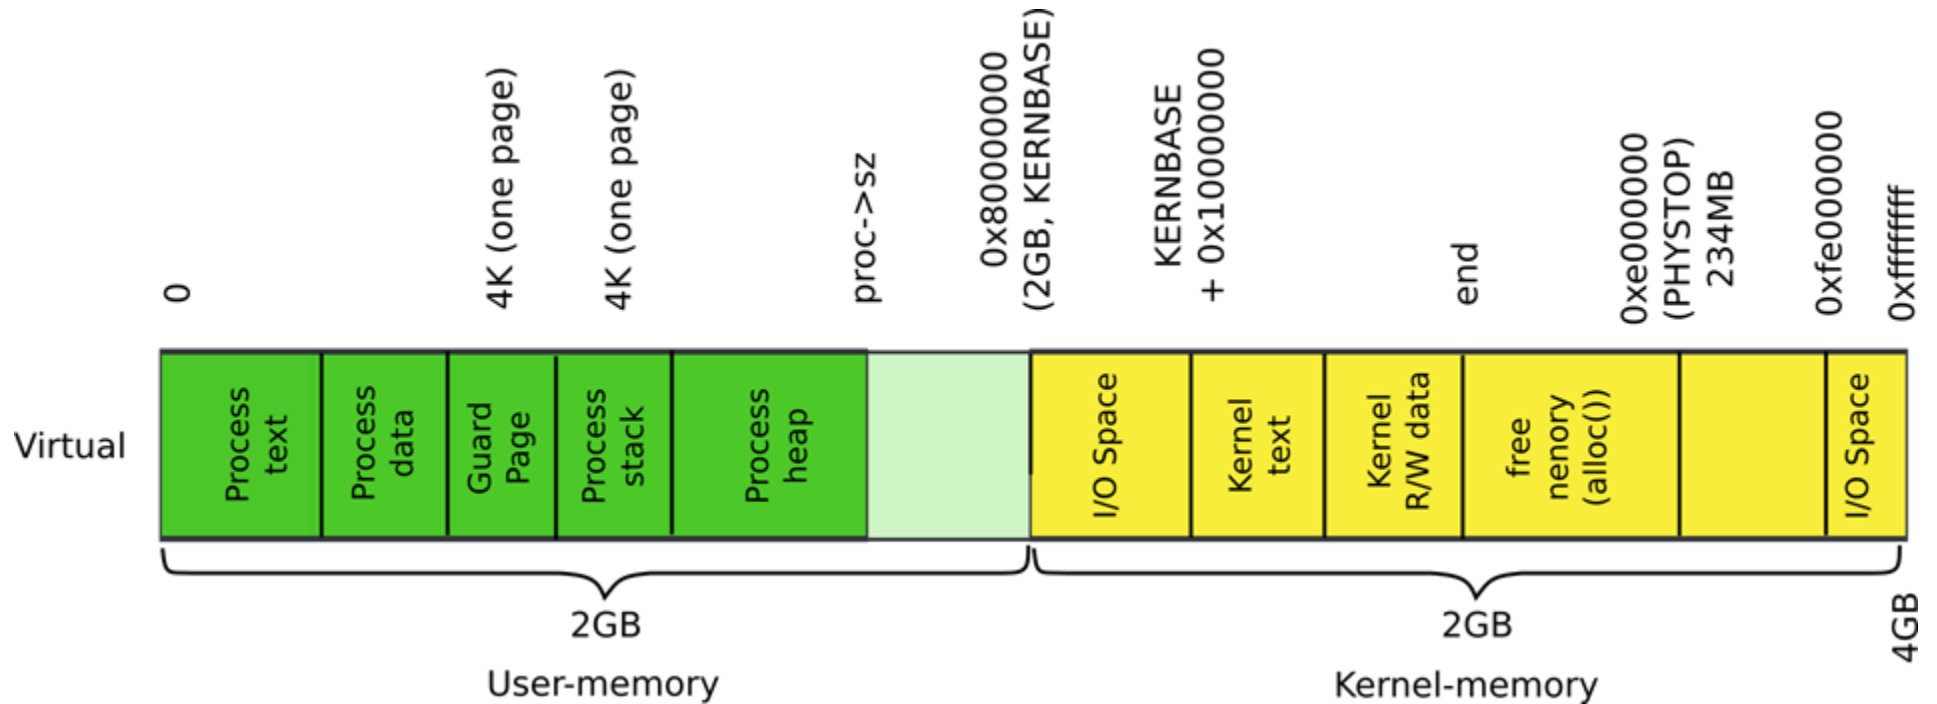 0
4K (one page)
4K (one page)
proc->sz
0x80000000
(2GB, KERNBASE)
KERNBASE
+ 0x10000000
end
0xe000000
(PHYSTOP)
234MB
0xfe000000
0xffffffff
Virtual
Process
text
Process
data
Guard
Page
Process
stack
Process
heap
I/O Space
Kernel
text
Kernel
R/W data
free
nenory
(alloc())
I/O Space
2GB
User-memory
2GB
Kernel-memory
4GB